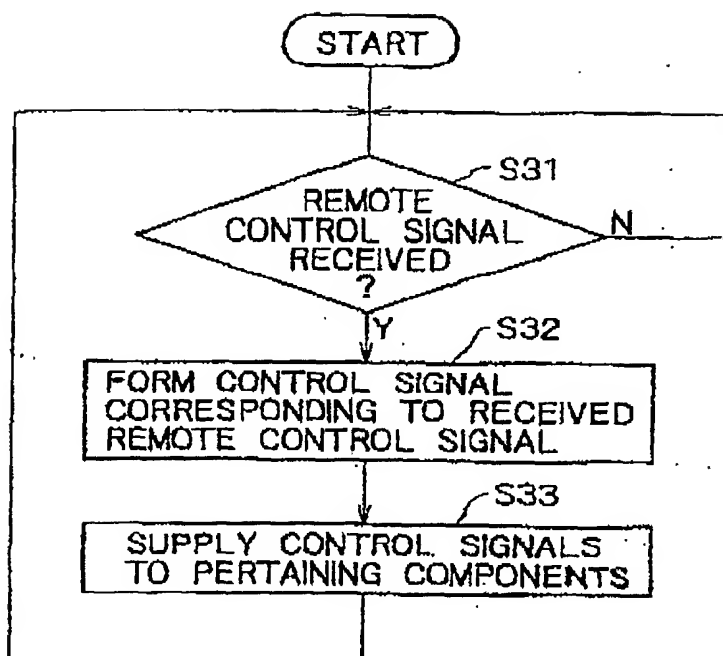 START
S31
REMOTE
CONTROL SIGNAL
RECEIVED
?
N
Y
S32
FORM CONTROL SIGNAL
CORRESPONDING TO RECEIVED
REMOTE CONTROL SIGNAL
S33
SUPPLY CONTROL SIGNALS
TO PERTAINING COMPONENTS